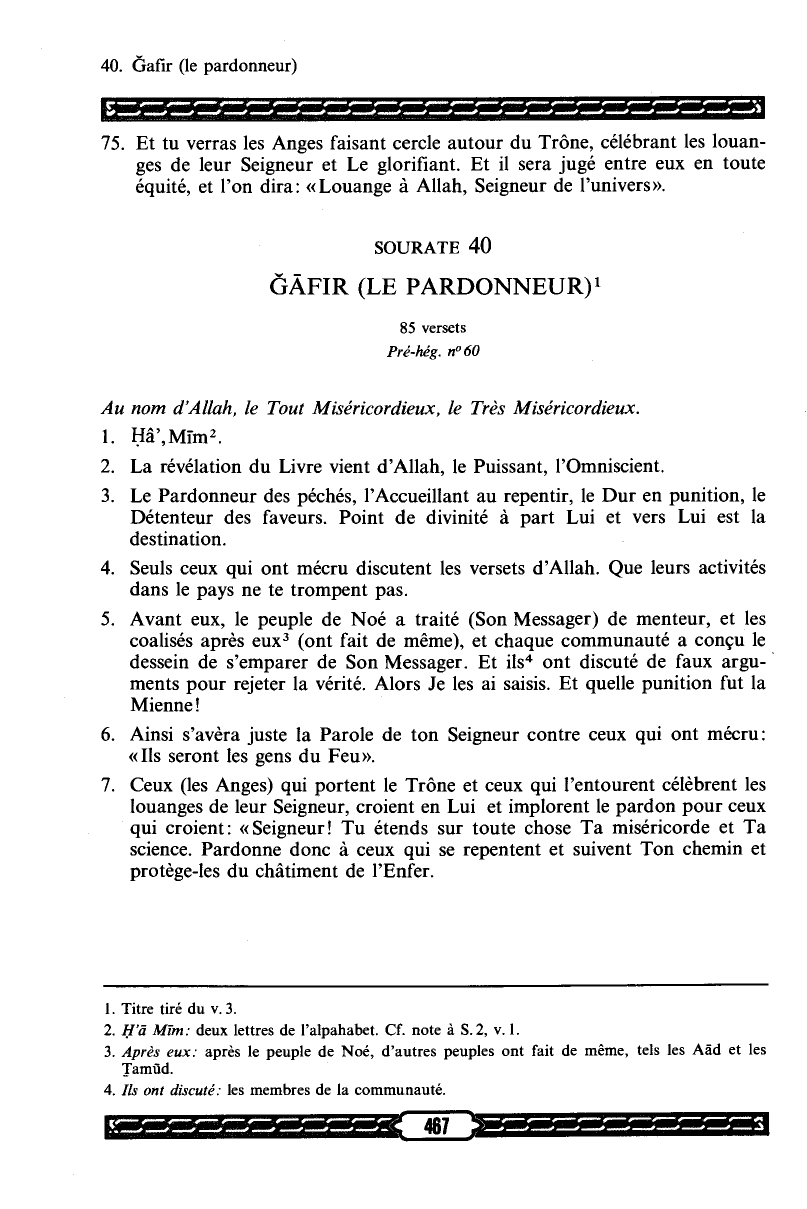 40. Ğafir (le pardonneur)
75. Et tu verras les Anges faisant cercle autour du Trône, célébrant les louan-
ges de leur Seigneur et Le glorifiant. Et il sera jugé entre eux en toute
équité, et l'on dira: «Louange à Allah, Seigneur de l'univers».
SOURATE 40
ĞĀFIR (LE PARDONNEUR)¹
85 versets
Pré-hég. nº 60
Au nom d'Allah, le Tout Miséricordieux, le Très Miséricordieux.
1. Ḥâ', Mīm².
2. La révélation du Livre vient d'Allah, le Puissant, l'Omniscient.
3. Le Pardonneur des péchés, l'Accueillant au repentir, le Dur en punition, le
Détenteur des faveurs. Point de divinité à part Lui et vers Lui est la
destination.
4. Seuls ceux qui ont mécru discutent les versets d'Allah. Que leurs activités
dans le pays ne te trompent pas.
5. Avant eux, le peuple de Noé a traité (Son Messager) de menteur, et les
coalisés après eux³ (ont fait de même), et chaque communauté a conçu le
dessein de s'emparer de Son Messager. Et ils⁴ ont discuté de faux argu-
ments pour rejeter la vérité. Alors Je les ai saisis. Et quelle punition fut la
Mienne!
6. Ainsi s'avèra juste la Parole de ton Seigneur contre ceux qui ont mécru:
«Ils seront les gens du Feu».
7. Ceux (les Anges) qui portent le Trône et ceux qui l'entourent célèbrent les
louanges de leur Seigneur, croient en Lui et implorent le pardon pour ceux
qui croient: «Seigneur! Tu étends sur toute chose Ta miséricorde et Ta
science. Pardonne donc à ceux qui se repentent et suivent Ton chemin et
protège-les du châtiment de l'Enfer.
1. Titre tiré du v. 3.
2. Ḥ'ā Mīm: deux lettres de l'alpahabet. Cf. note à S. 2, v. 1.
3. Après eux: après le peuple de Noé, d'autres peuples ont fait de même, tels les Aād et les
Ṯamūd.
4. Ils ont discuté: les membres de la communauté.
467